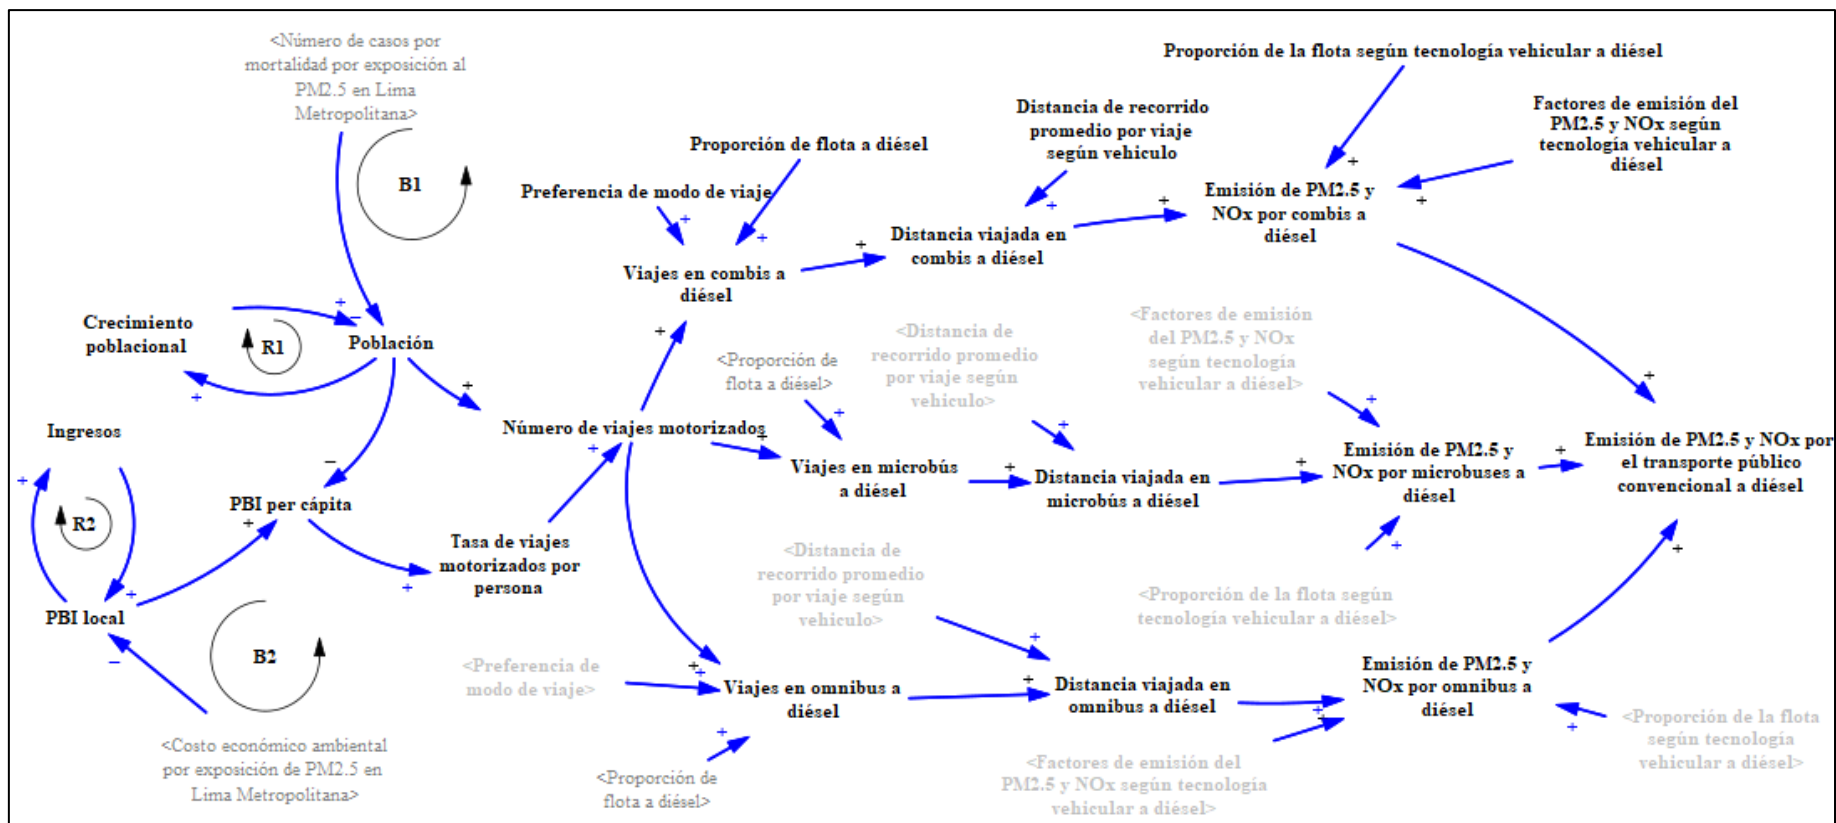 <Número de casos por
mortalidad por exposición al
PM2.5 en Lima
Metropolitana>
B1
Proporción de la flota según tecnología vehicular a diésel
Distancia de recorrido
promedio por viaje
según vehiculo
Factores de emisión del
PM2.5 y NOx según
tecnología vehicular a
diésel
Proporción de flota a diésel
Preferencia de modo de viaje
Emisión de PM2.5 y
NOx por combis a
diésel
Distancia viajada en
combis a diésel
Viajes en combis a
diésel
Crecimiento
poblacional
R1
Población
<Proporción de
flota a diésel>
<Distancia de
recorrido promedio
por viaje según
vehiculo>
<Factores de emisión
del PM2.5 y NOx
según tecnología
vehicular a diésel>
Ingresos
R2
Número de viajes motorizados
Viajes en microbús
a diésel
Distancia viajada en
microbús a diésel
Emisión de PM2.5 y
NOx por microbuses a
diésel
Emisión de PM2.5 y NOx por
el transporte público
convencional a diésel
PBI per cápita
Tasa de viajes
motorizados por
persona
<Distancia de
recorrido promedio
por viaje según
vehiculo>
<Proporción de la flota según
tecnología vehicular a diésel>
PBI local
B2
<Preferencia de
modo de viaje>
Viajes en omnibus a
diésel
Distancia viajada en
omnibus a diésel
Emisión de PM2.5 y
NOx por omnibus a
diésel
<Proporción de la flota
según tecnología
vehicular a diésel>
<Costo económico ambiental
por exposición de PM2.5 en
Lima Metropolitana>
<Proporción de
flota a diésel>
<Factores de emisión del
PM2.5 y NOx según tecnología
vehicular a diésel>